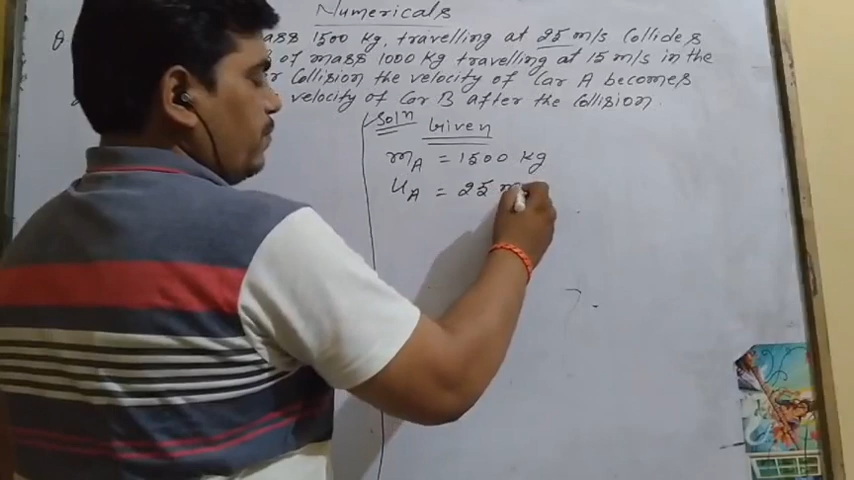 Numericals
θ
ass 1500 kg, travelling at 25 m/s Collides
of mass 1000 kg travelling at 15 m/s in the
Collision the velocity of Car A becomes
velocity of Car B after the Collision.
Soln Given
mA = 1500 kg
uA = 25 m